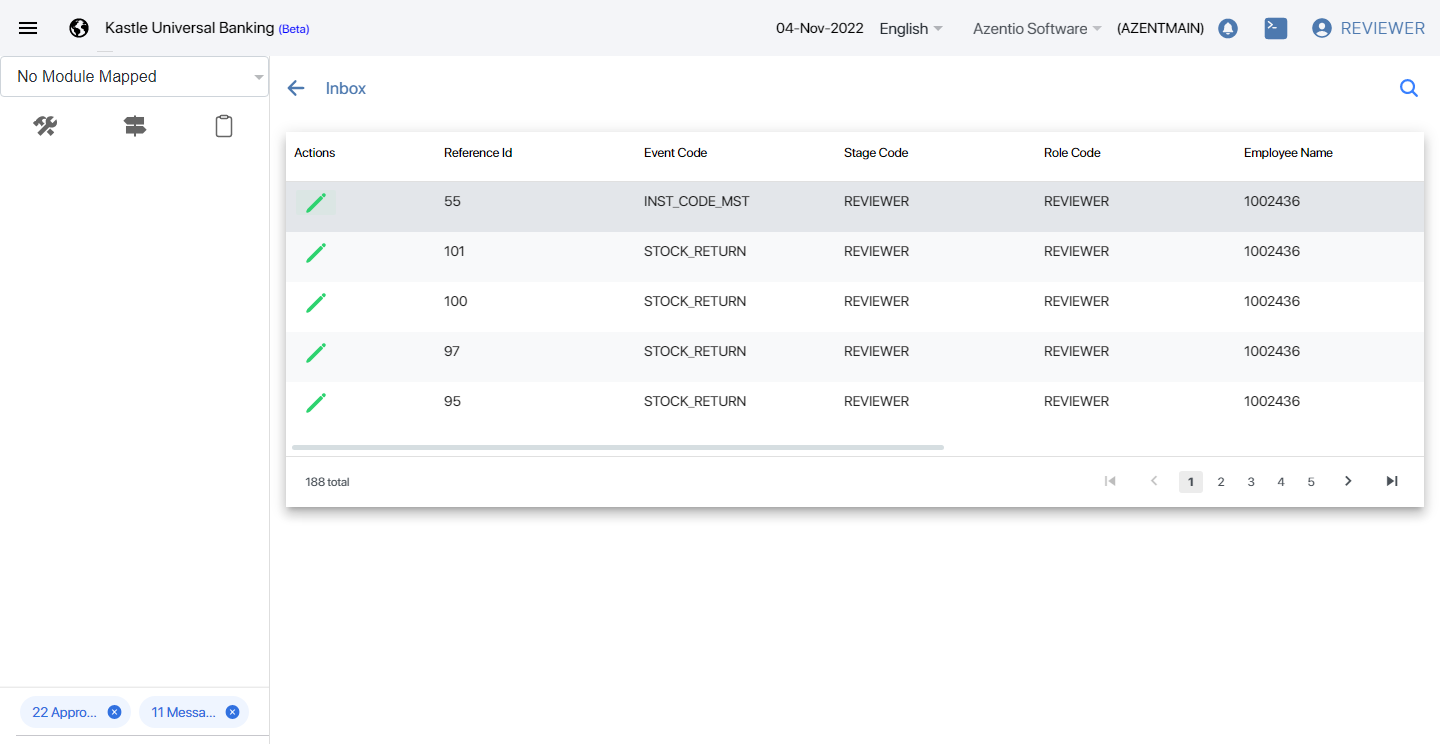 Kastle Universal Banking (Beta) 04-Nov-2022 English Azentio Software (AZENTMAIN) REVIEWER
No Module Mapped
Inbox
Actions Reference Id Event Code Stage Code Role Code Employee Name
55 INST_CODE_MST REVIEWER REVIEWER 1002436
101 STOCK_RETURN REVIEWER REVIEWER 1002436
100 STOCK_RETURN REVIEWER REVIEWER 1002436
97 STOCK_RETURN REVIEWER REVIEWER 1002436
95 STOCK_RETURN REVIEWER REVIEWER 1002436
188 total 1 2 3 4 5
22 Appro... 11 Messa...